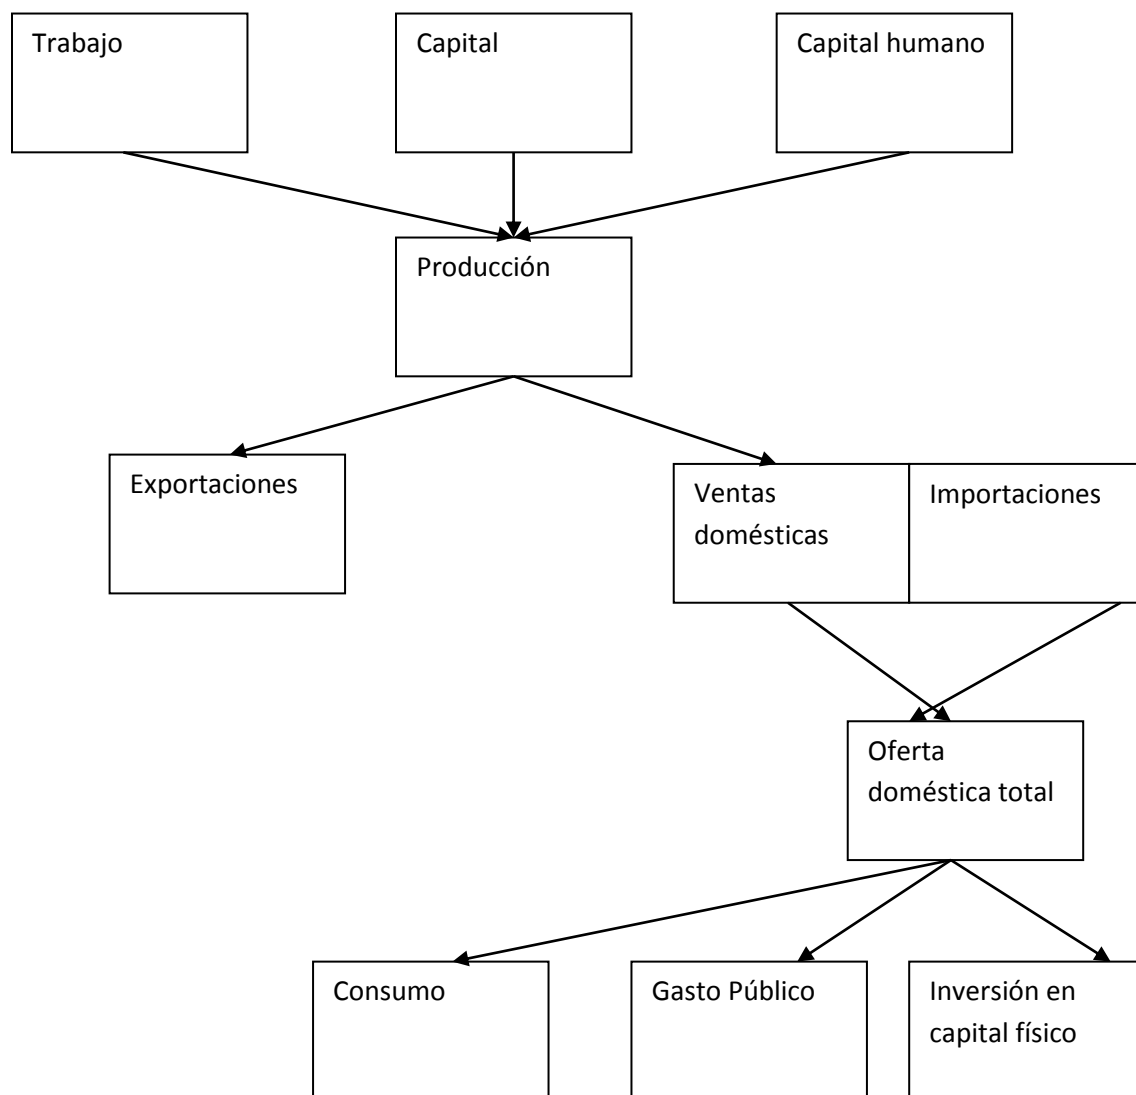 Trabajo
Capital
Capital humano
Producción
Exportaciones
Ventas
domésticas
Importaciones
Oferta
doméstica total
Consumo
Gasto Público
Inversión en
capital físico